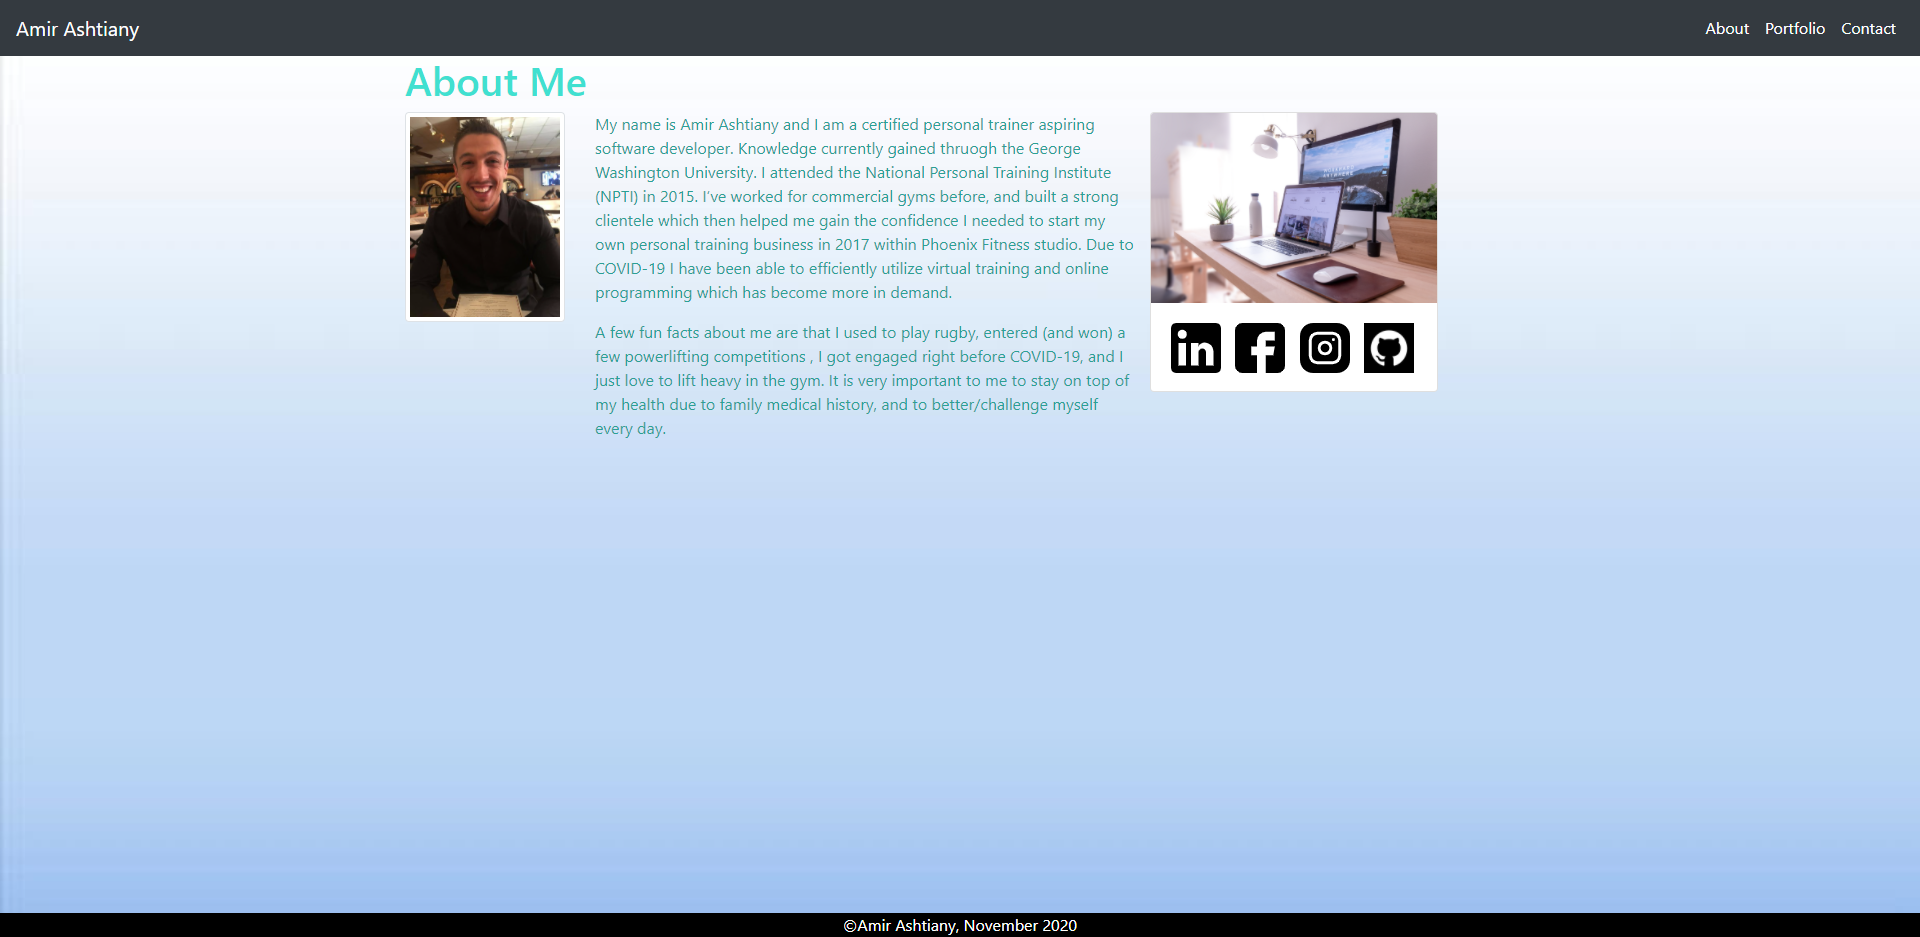 Amir Ashtiany
About Portfolio Contact
About Me
My name is Amir Ashtiany and I am a certified personal trainer aspiring
software developer. Knowledge currently gained thruogh the George
Washington University. I attended the National Personal Training Institute
(NPTI) in 2015. I've worked for commercial gyms before, and built a strong
clientele which then helped me gain the confidence I needed to start my
own personal training business in 2017 within Phoenix Fitness studio. Due to
COVID-19 I have been able to efficiently utilize virtual training and online
programming which has become more in demand.
A few fun facts about me are that I used to play rugby, entered (and won) a
few powerlifting competitions , I got engaged right before COVID-19, and I
just love to lift heavy in the gym. It is very important to me to stay on top of
my health due to family medical history, and to better/challenge myself
every day.
in
©Amir Ashtiany, November 2020